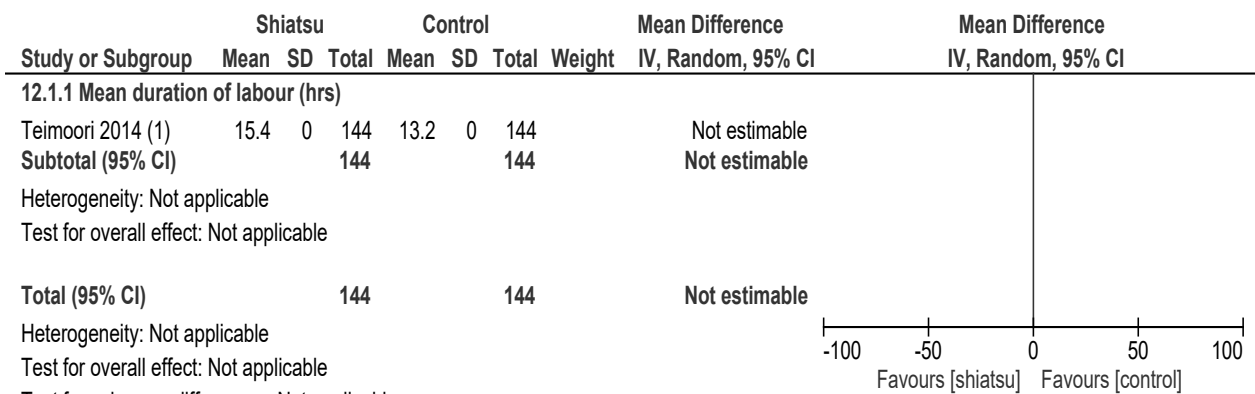 Shiatsu Control Mean Difference Mean Difference
Study or Subgroup Mean SD Total Mean SD Total Weight IV, Random, 95% CI IV, Random, 95% CI
12.1.1 Mean duration of labour (hrs)
Teimoori 2014 (1) 15.4 0 144 13.2 0 144 Not estimable
Subtotal (95% CI) 144 144 Not estimable
Heterogeneity: Not applicable
Test for overall effect: Not applicable
Total (95% CI) 144 144 Not estimable
Heterogeneity: Not applicable
-100 -50 0 50 100
Test for overall effect: Not applicable
Favours [shiatsu] Favours [control]